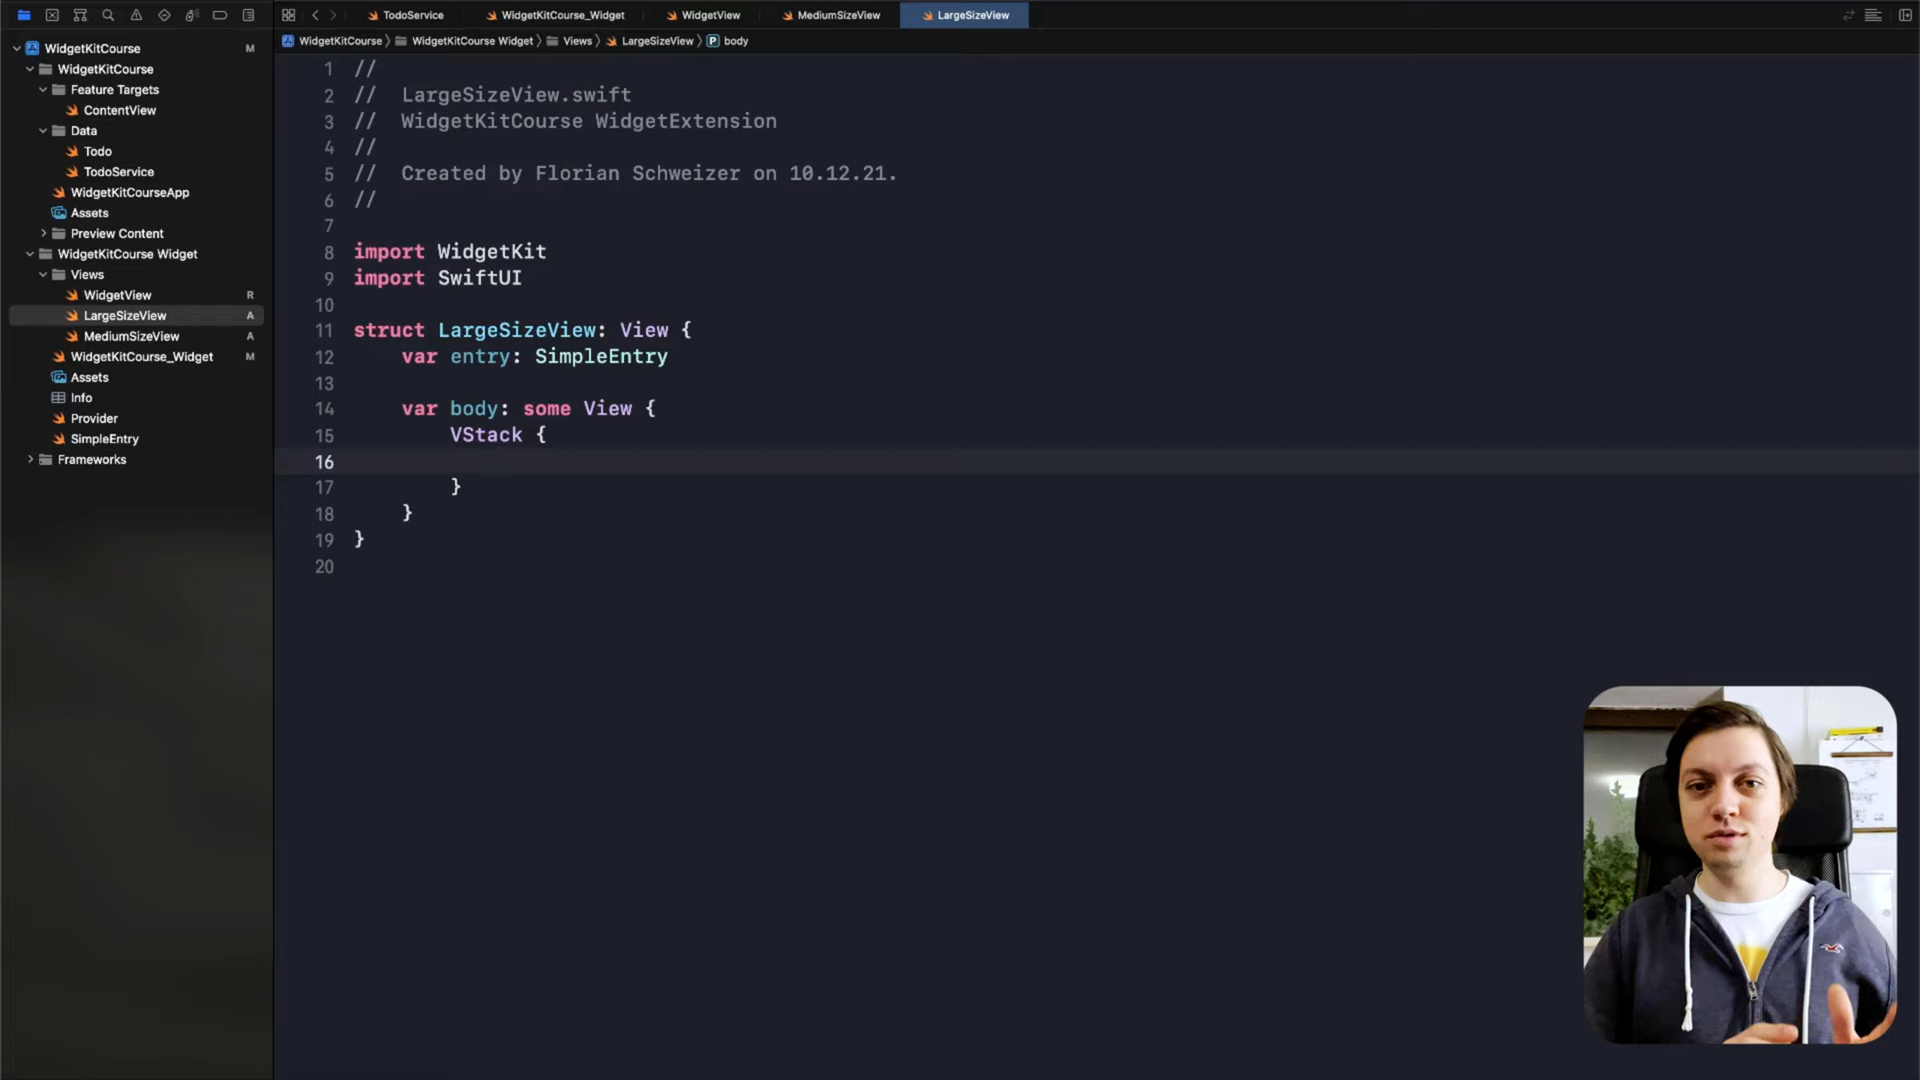 TodoService
WidgetKitCourse_Widget
WidgetView
MediumSizeView
LargeSizeView
WidgetKitCourse
WidgetKitCourse Widget
Views
LargeSizeView
P body
WidgetKitCourse M
WidgetKitCourse
Feature Targets
ContentView
Data
Todo
TodoService
WidgetKitCourseApp
Assets
Preview Content
WidgetKitCourse Widget
Views
WidgetView R
LargeSizeView A
MediumSizeView A
WidgetKitCourse_Widget M
Assets
Info
Provider
SimpleEntry
Frameworks
1 //
2 // LargeSizeView.swift
3 // WidgetKitCourse WidgetExtension
4 //
5 // Created by Florian Schweizer on 10.12.21.
6 //
7
8 import WidgetKit
9 import SwiftUI
10
11 struct LargeSizeView: View {
12 var entry: SimpleEntry
13
14 var body: some View {
15 VStack {
16
17 }
18 }
19 }
20